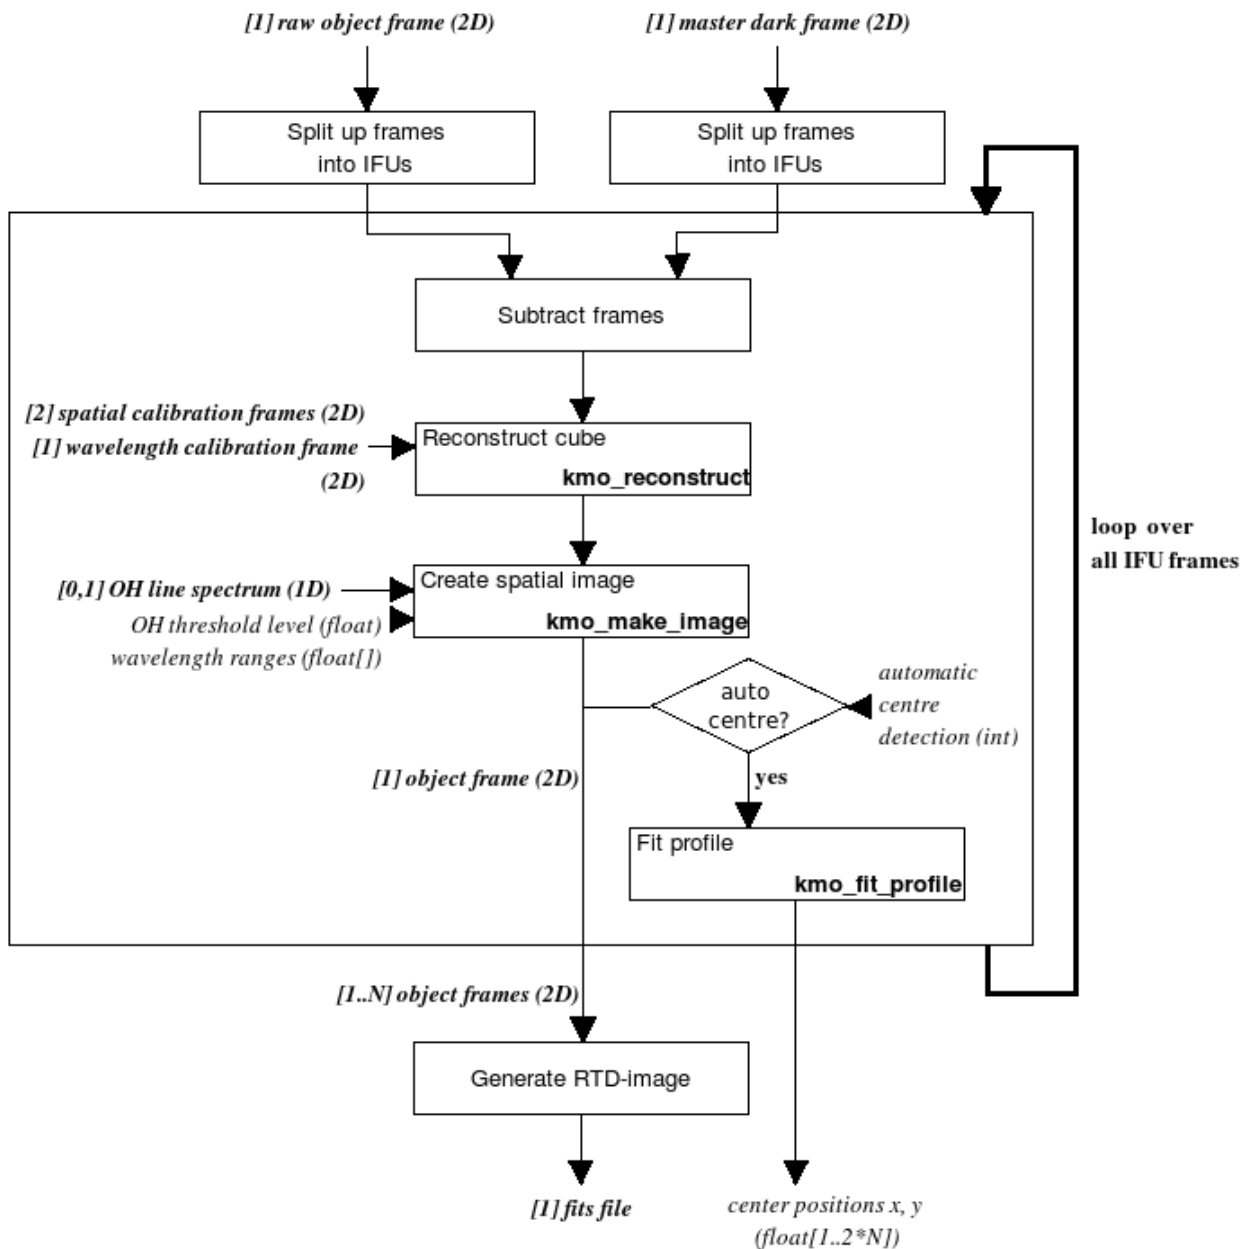 [1] raw object frame (2D)
[1] master dark frame (2D)
Split up frames
into IFUs
Split up frames
into IFUs
Subtract frames
[2] spatial calibration frames (2D)
[1] wavelength calibration frame
(2D)
Reconstruct cube
kmo_reconstruct
loop over
all IFU frames
[0,1] OH line spectrum (1D)
OH threshold level (float)
wavelength ranges (float[])
Create spatial image
kmo_make_image
auto
centre?
automatic
centre
detection (int)
[1] object frame (2D)
yes
Fit profile
kmo_fit_profile
[1..N] object frames (2D)
Generate RTD-image
[1] fits file
center positions x, y
(float[1..2*N])